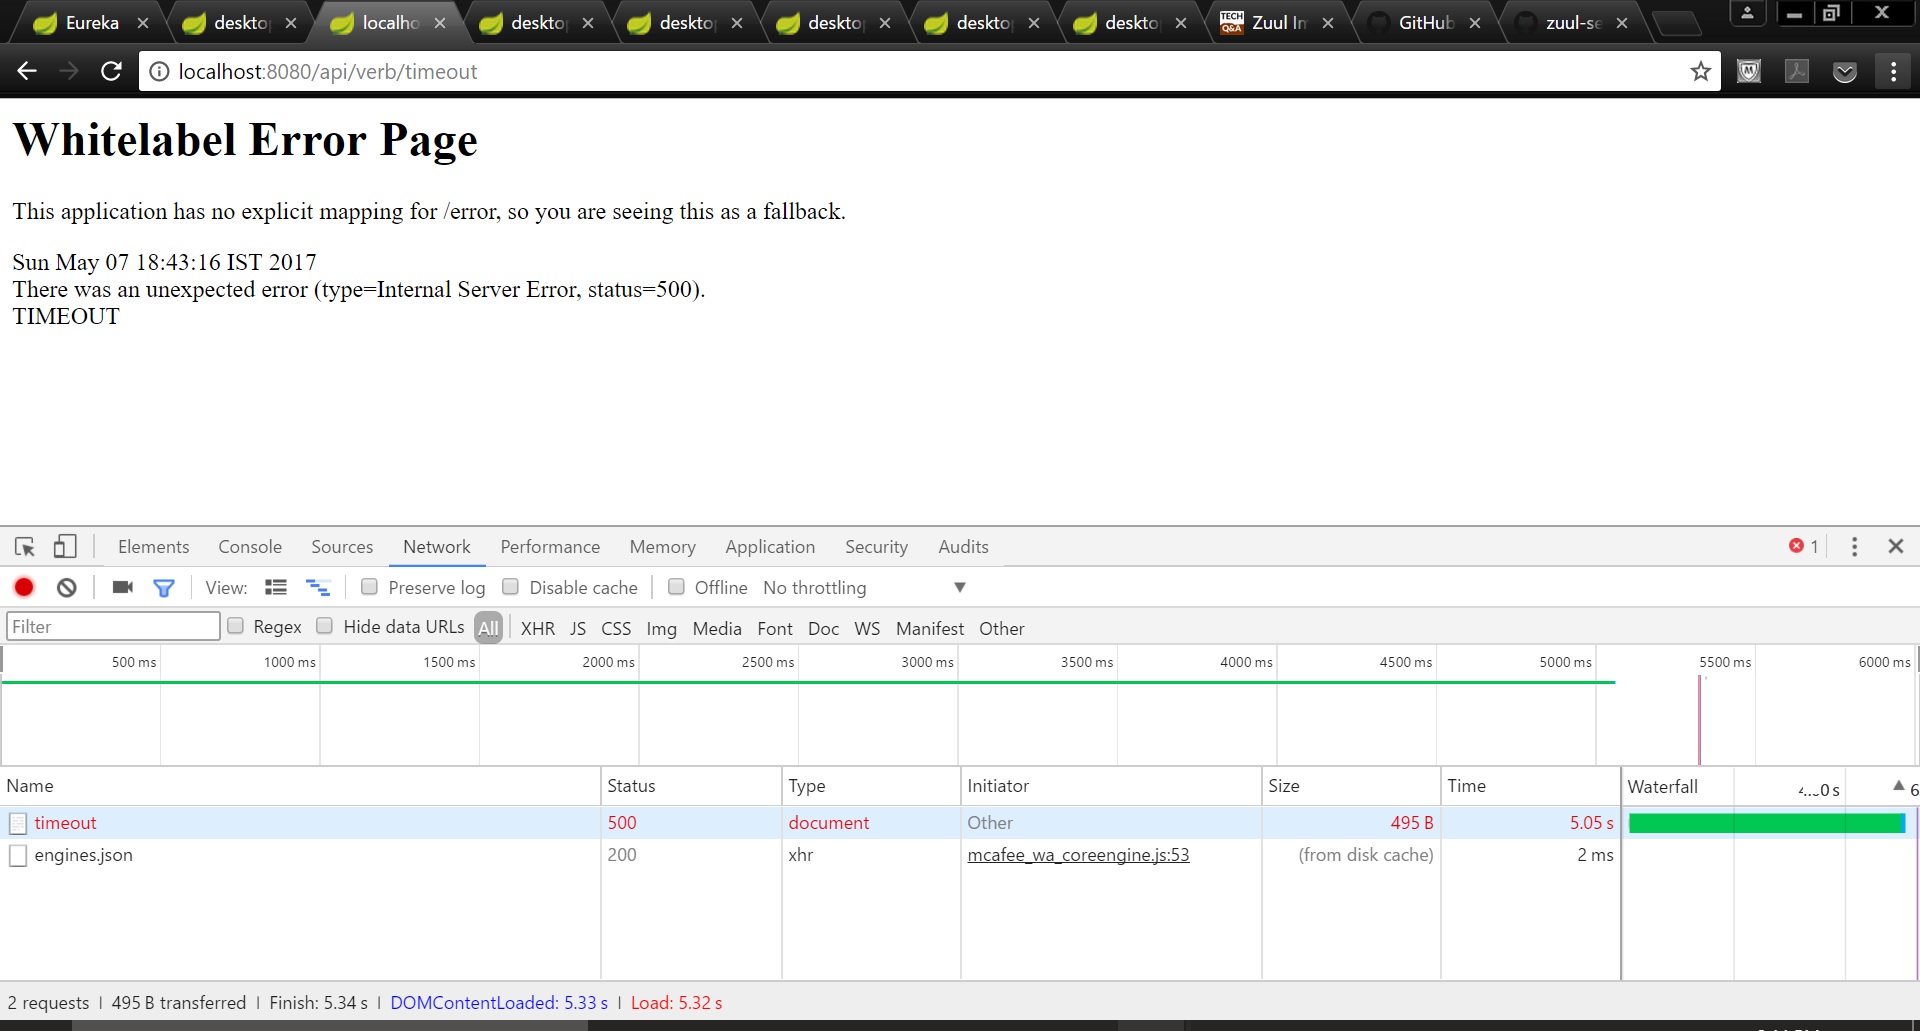 Eureka deskto localho deskto deskto deskto deskto deskto TECH Q&A Zuul Im GitHub zuul-se
localhost:8080/api/verb/timeout
Whitelabel Error Page
This application has no explicit mapping for /error, so you are seeing this as a fallback.
Sun May 07 18:43:16 IST 2017
There was an unexpected error (type=Internal Server Error, status=500).
TIMEOUT
Elements Console Sources Network Performance Memory Application Security Audits 1
View: Preserve log Disable cache Offline No throttling
Filter Regex Hide data URLs All XHR JS CSS Img Media Font Doc WS Manifest Other
500 ms 1000 ms 1500 ms 2000 ms 2500 ms 3000 ms 3500 ms 4000 ms 4500 ms 5000 ms 5500 ms 6000 ms
Name Status Type Initiator Size Time Waterfall
timeout 500 document Other 495 B 5.05 s
engines.json 200 xhr mcafee_wa_coreengine.js:53 (from disk cache) 2 ms
2 requests | 495 B transferred | Finish: 5.34 s | DOMContentLoaded: 5.33 s | Load: 5.32 s